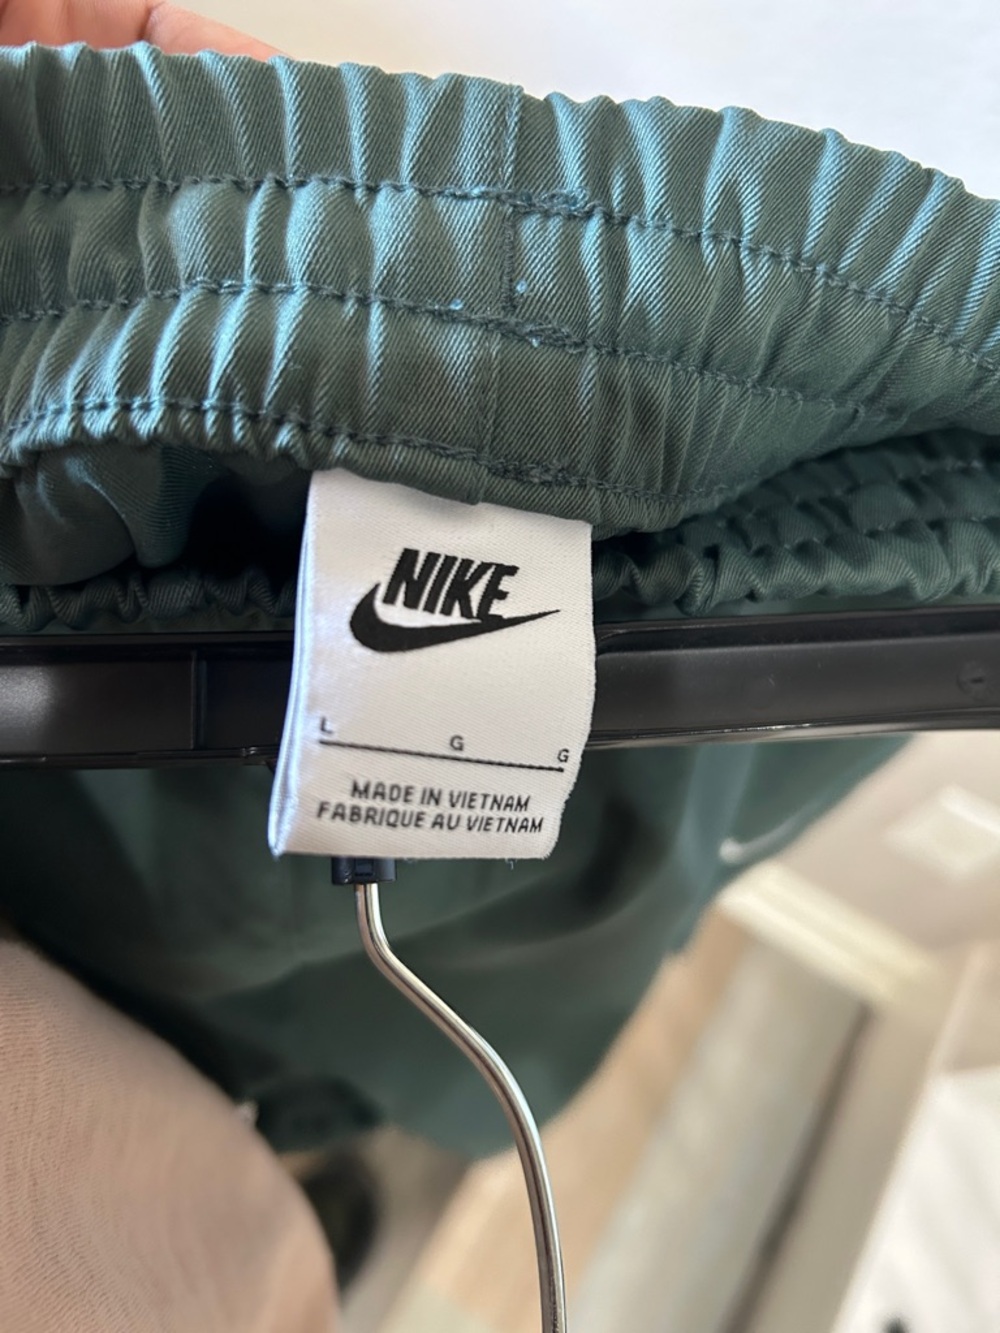 NIKE
L G G
MADE IN VIETNAM
FABRIQUE AU VIETNAM